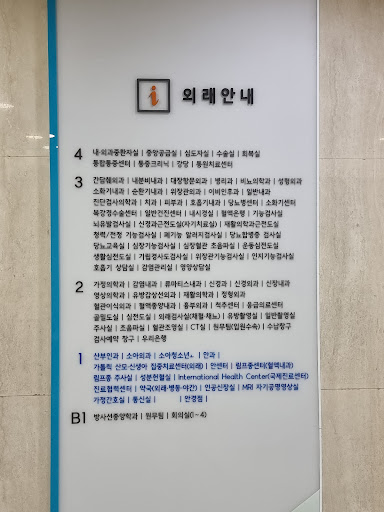 i 외래안내
4 내·외과중환자실 | 중앙공급실 | 심도자실 | 수술실 | 회복실
통합통증센터 | 통증크리닉 | 강당 | 통원치료센터
3 간담췌외과 | 내분비내과 | 대장항문외과 | 병리과 | 비뇨의학과 | 성형외과
소화기내과 | 순환기내과 | 위장관외과 | 이비인후과 | 일반내과
진단검사의학과 | 치과 | 피부과 | 호흡기내과 | 당뇨병센터 | 소화기센터
복강경수술센터 | 일반건진센터 | 내시경실 | 혈액은행 | 기능검사실
뇌유발검사실 | 신경과근전도실(자기치료실) | 재활의학과근전도실
청력/전정 기능검사실 | 폐기능 알러지검사실 | 당뇨합병증 검사실
당뇨교육실 | 심장기능검사실 | 심장혈관 초음파실 | 운동심전도실
생활심전도실 | 기립경사도검사실 | 위장관기능검사실 | 인지기능검사실
호흡기 상담실 | 감염관리실 | 영양상담실
2 가정의학과 | 감염내과 | 류마티스내과 | 신경과 | 신경외과 | 신장내과
영상의학과 | 유방갑상선외과 | 재활의학과 | 정형외과
혈관이식외과 | 혈액종양내과 | 흉부외과 | 척추센터 | 응급의료센터
골밀도실 | 심전도실 | 외래검사실(채혈·채뇨) | 유방촬영실 | 일반촬영실
주사실 | 초음파실 | 혈관조영실 | CT실 | 원무팀(입원수속) | 수납창구
검사예약 창구 | 우리은행
1 산부인과 | 소아외과 | 소아청소년과 | 안과 |
가톨릭 산모·신생아 집중치료센터(외래) | 안센터 | 림프종센터(혈액내과)
림프종 주사실 | 성분헌혈실 | International Health Center(국제진료센터)
진료협력센터 | 약국(외래·병동·야간) | 인공신장실 | MRI 자기공명영상실
가정간호실 | 통신실 | | 안경점 |
B1 방사선종양학과 | 원무팀 | 회의실(1-4)